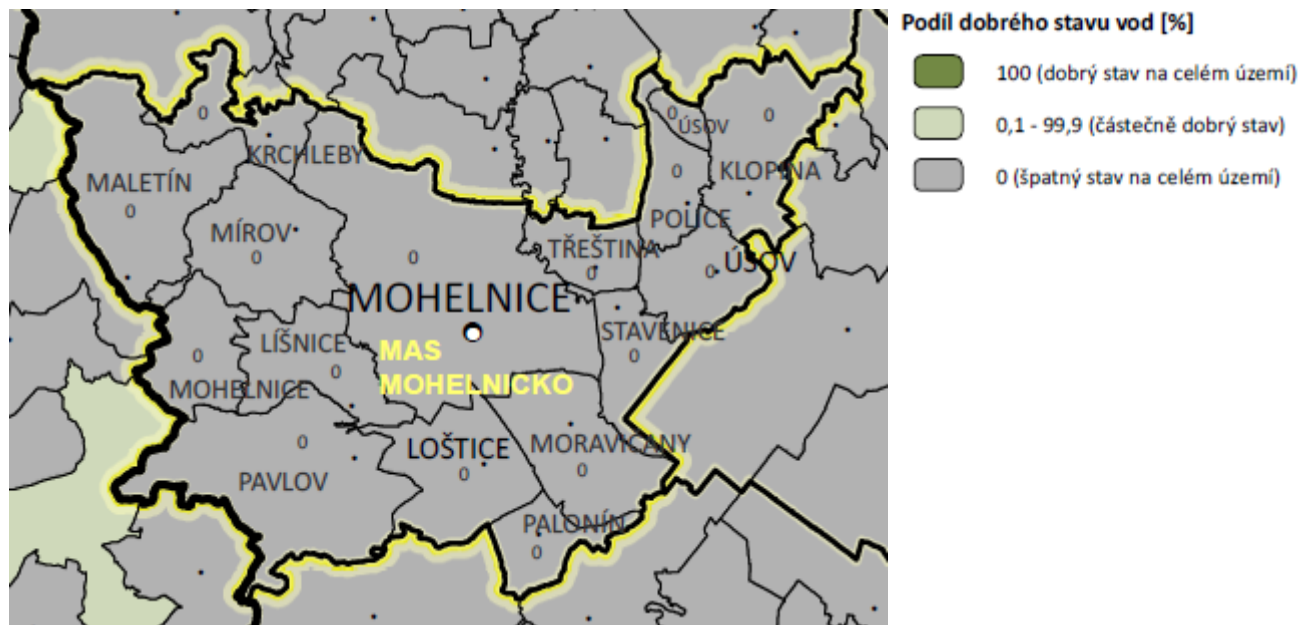 Podíl dobrého stavu vod [%]
100 (dobrý stav na celém území)
0,1 - 99,9 (částečně dobrý stav)
0 (špatný stav na celém území)
0
0
ÚSOV
0
KRCHLEBY
MALETÍN
0
KLOPINA
0
MÍROV
0
0
POLICE
TŘEŠTINA
0
0
ÚSOV
MOHELNICE
STAVENICE
0
LÍŠNICE
0
MOHELNICE
0
MAS
MOHELNICKO
0
PAVLOV
LOŠTICE
0
MORAVIČANY
0
PALONÍN
0